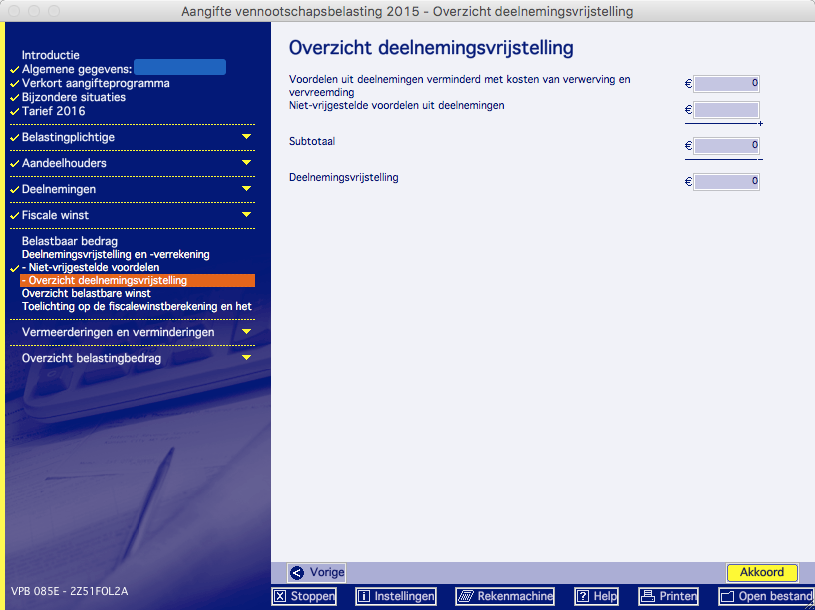 Aangifte vennootschapsbelasting 2015 - Overzicht deelnemingsvrijstelling
Introductie
Algemene gegevens:
Verkort aangifteprogramma
Bijzondere situaties
Tarief 2016
Belastingplichtige
Aandeelhouders
Deelnemingen
Fiscale winst
Belastbaar bedrag
Deelnemingsvrijstelling en -verrekening
- Niet-vrijgestelde voordelen
- Overzicht deelnemingsvrijstelling
Overzicht belastbare winst
Toelichting op de fiscalewinstberekening en het
Vermeerderingen en verminderingen
Overzicht belastingbedrag
VPB 085E - 2Z51FOL2A
Overzicht deelnemingsvrijstelling
Voordelen uit deelnemingen verminderd met kosten van verwerving en
vervreemding
€ 0
Niet-vrijgestelde voordelen uit deelnemingen
€
+
Subtotaal
€ 0
–
Deelnemingsvrijstelling
€ 0
Vorige
Akkoord
Stoppen
Instellingen
Rekenmachine
Help
Printen
Open bestand